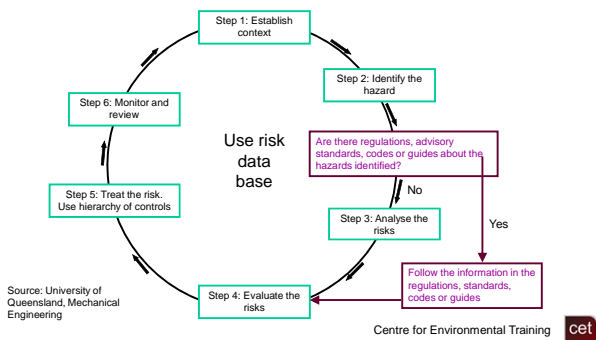 Step 1: Establish
context
Step 2: Identify the
hazard
Are there regulations, advisory
standards, codes or guides about the
hazards identified?
No
Yes
Step 3: Analyse the
risks
Follow the information in the
regulations, standards,
codes or guides
Step 4: Evaluate the
risks
Step 5: Treat the risk.
Use hierarchy of controls
Step 6: Monitor and
review
Use risk
data
base
Source: University of
Queensland, Mechanical
Engineering
Centre for Environmental Training
cet